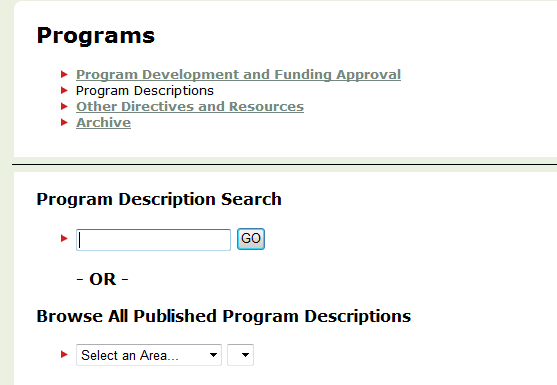 Programs
Program Development and Funding Approval
Program Descriptions
Other Directives and Resources
Archive
Program Description Search
GO
- OR -
Browse All Published Program Descriptions
Select an Area...